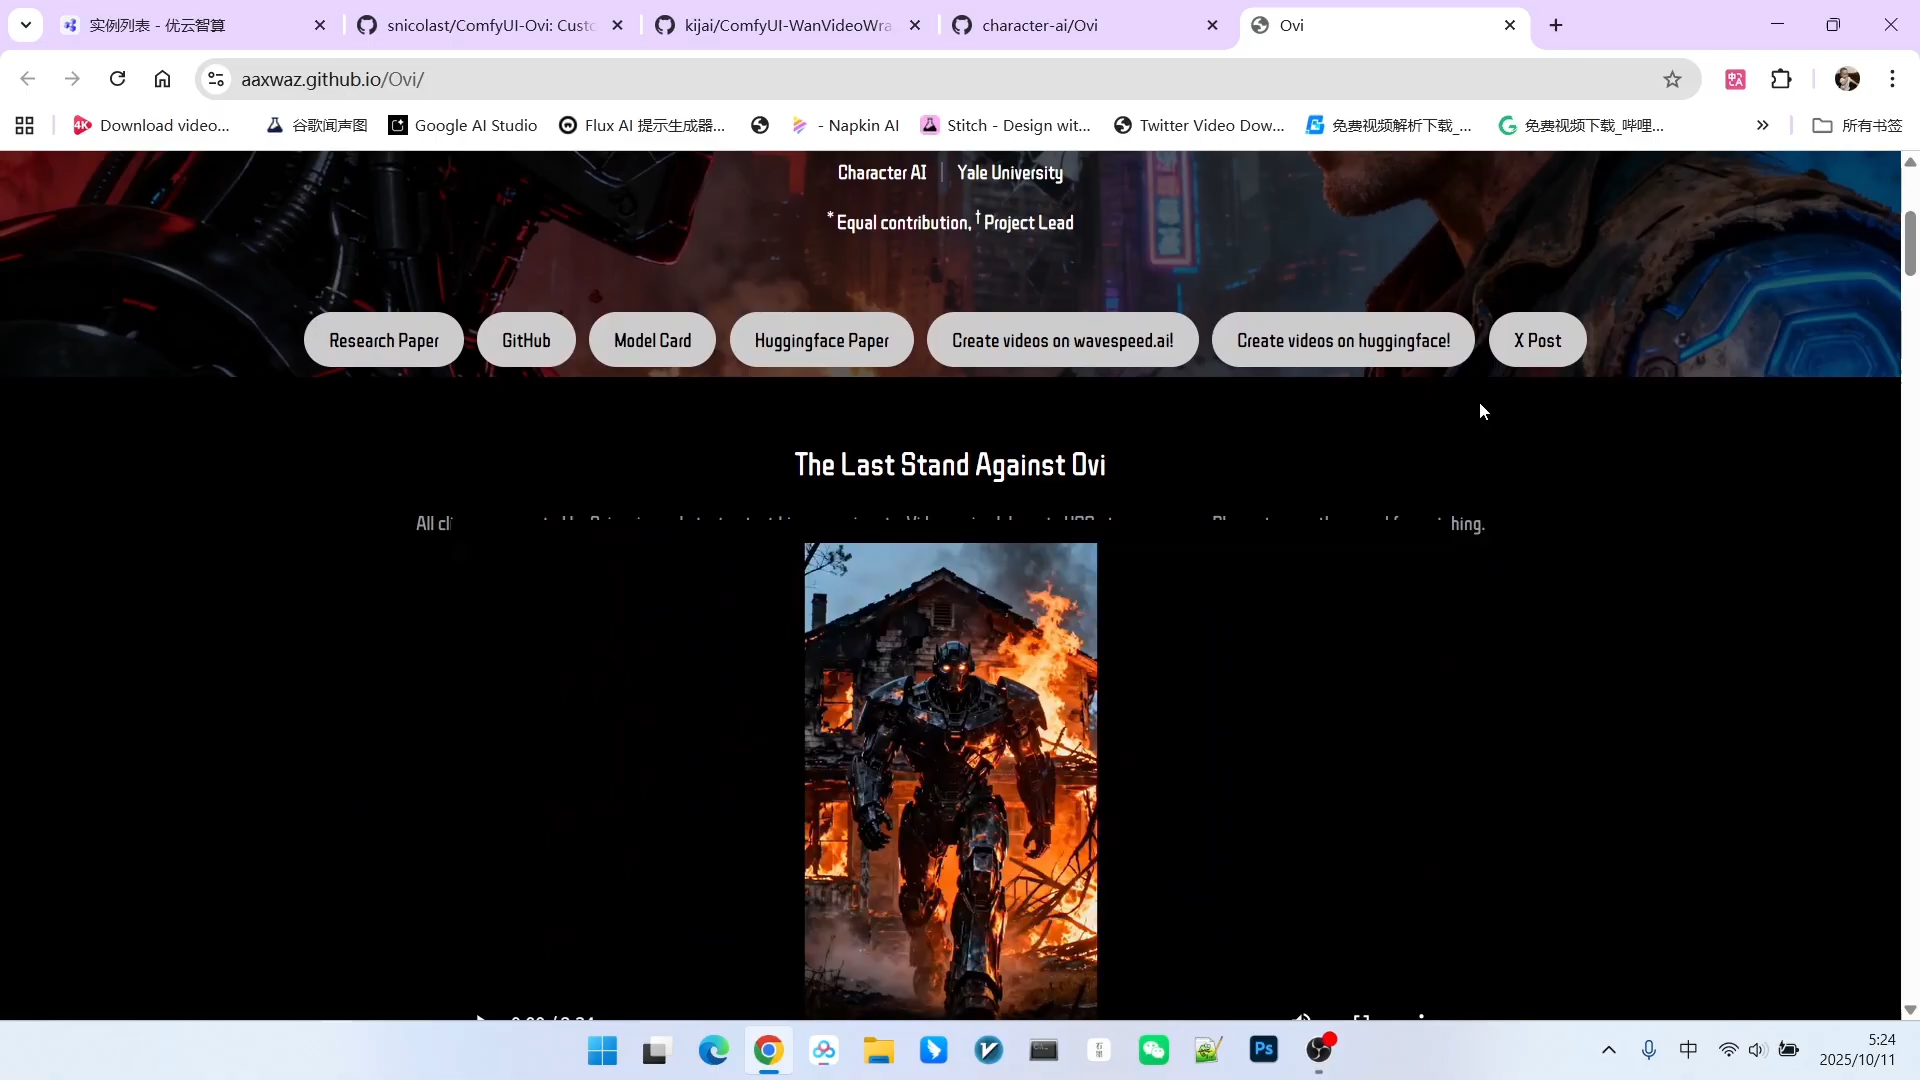 实例列表 - 优云智算
snicolast/ComfyUI-Ovi: Custo
kijai/ComfyUI-WanVideoWra
character-ai/Ovi
Ovi
aaxwaz.github.io/Ovi/
Download video...
谷歌闻声图
Google AI Studio
Flux AI 提示生成器...
- Napkin AI
Stitch - Design wit...
Twitter Video Dow...
免费视频解析下载_...
免费视频下载_哔哩...
所有书签
Character AI | Yale University
* Equal contribution, † Project Lead
Research Paper
GitHub
Model Card
Huggingface Paper
Create videos on wavespeed.ai!
Create videos on huggingface!
X Post
The Last Stand Against Ovi
All cl
hing.
中
5:24
2025/10/11